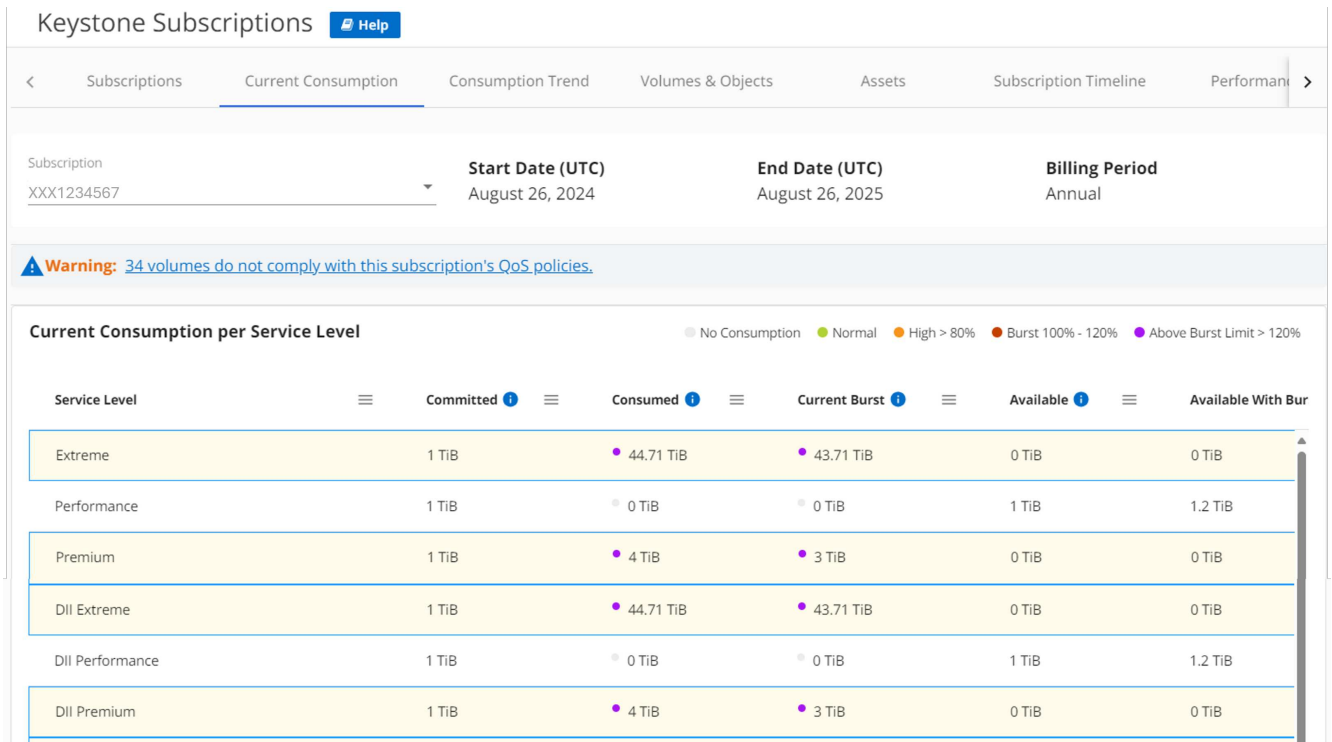 Keystone Subscriptions Help
Subscriptions Current Consumption Consumption Trend Volumes & Objects Assets Subscription Timeline Performanc
Subscription
XXX1234567
Start Date (UTC) End Date (UTC) Billing Period
August 26, 2024 August 26, 2025 Annual
Warning: 34 volumes do not comply with this subscription's QoS policies.
Current Consumption per Service Level No Consumption Normal High > 80% Burst 100% - 120% Above Burst Limit > 120%
Service Level Committed Consumed Current Burst Available Available With Bur
Extreme 1 TiB 44.71 TiB 43.71 TiB 0 TiB 0 TiB
Performance 1 TiB 0 TiB 0 TiB 1 TiB 1.2 TiB
Premium 1 TiB 4 TiB 3 TiB 0 TiB 0 TiB
DII Extreme 1 TiB 44.71 TiB 43.71 TiB 0 TiB 0 TiB
DII Performance 1 TiB 0 TiB 0 TiB 1 TiB 1.2 TiB
DII Premium 1 TiB 4 TiB 3 TiB 0 TiB 0 TiB